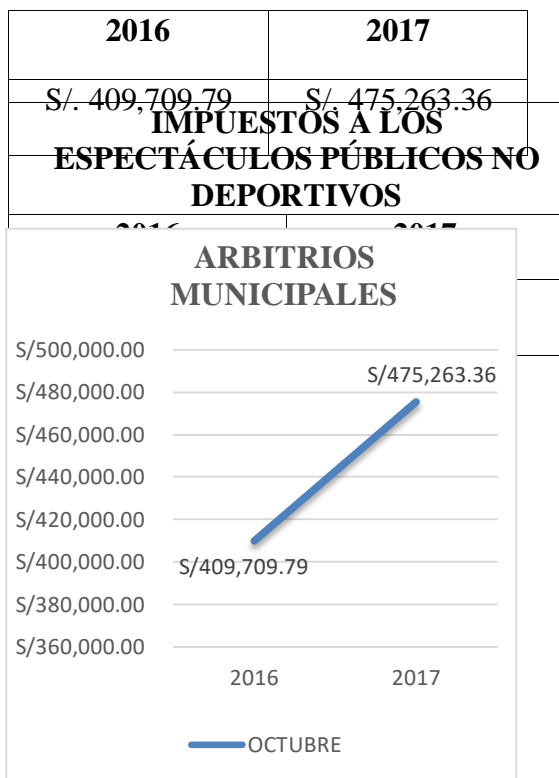 2016 2017
S/. 409,709.79 S/. 475,263.36
IMPUESTOS A LOS
ESPECTÁCULOS PÚBLICOS NO
DEPORTIVOS
2016 2017
ARBITRIOS
MUNICIPALES
S/500,000.00
S/480,000.00
S/460,000.00
S/440,000.00
S/420,000.00
S/400,000.00
S/380,000.00
S/360,000.00
S/475,263.36
S/409,709.79
2016 2017
OCTUBRE